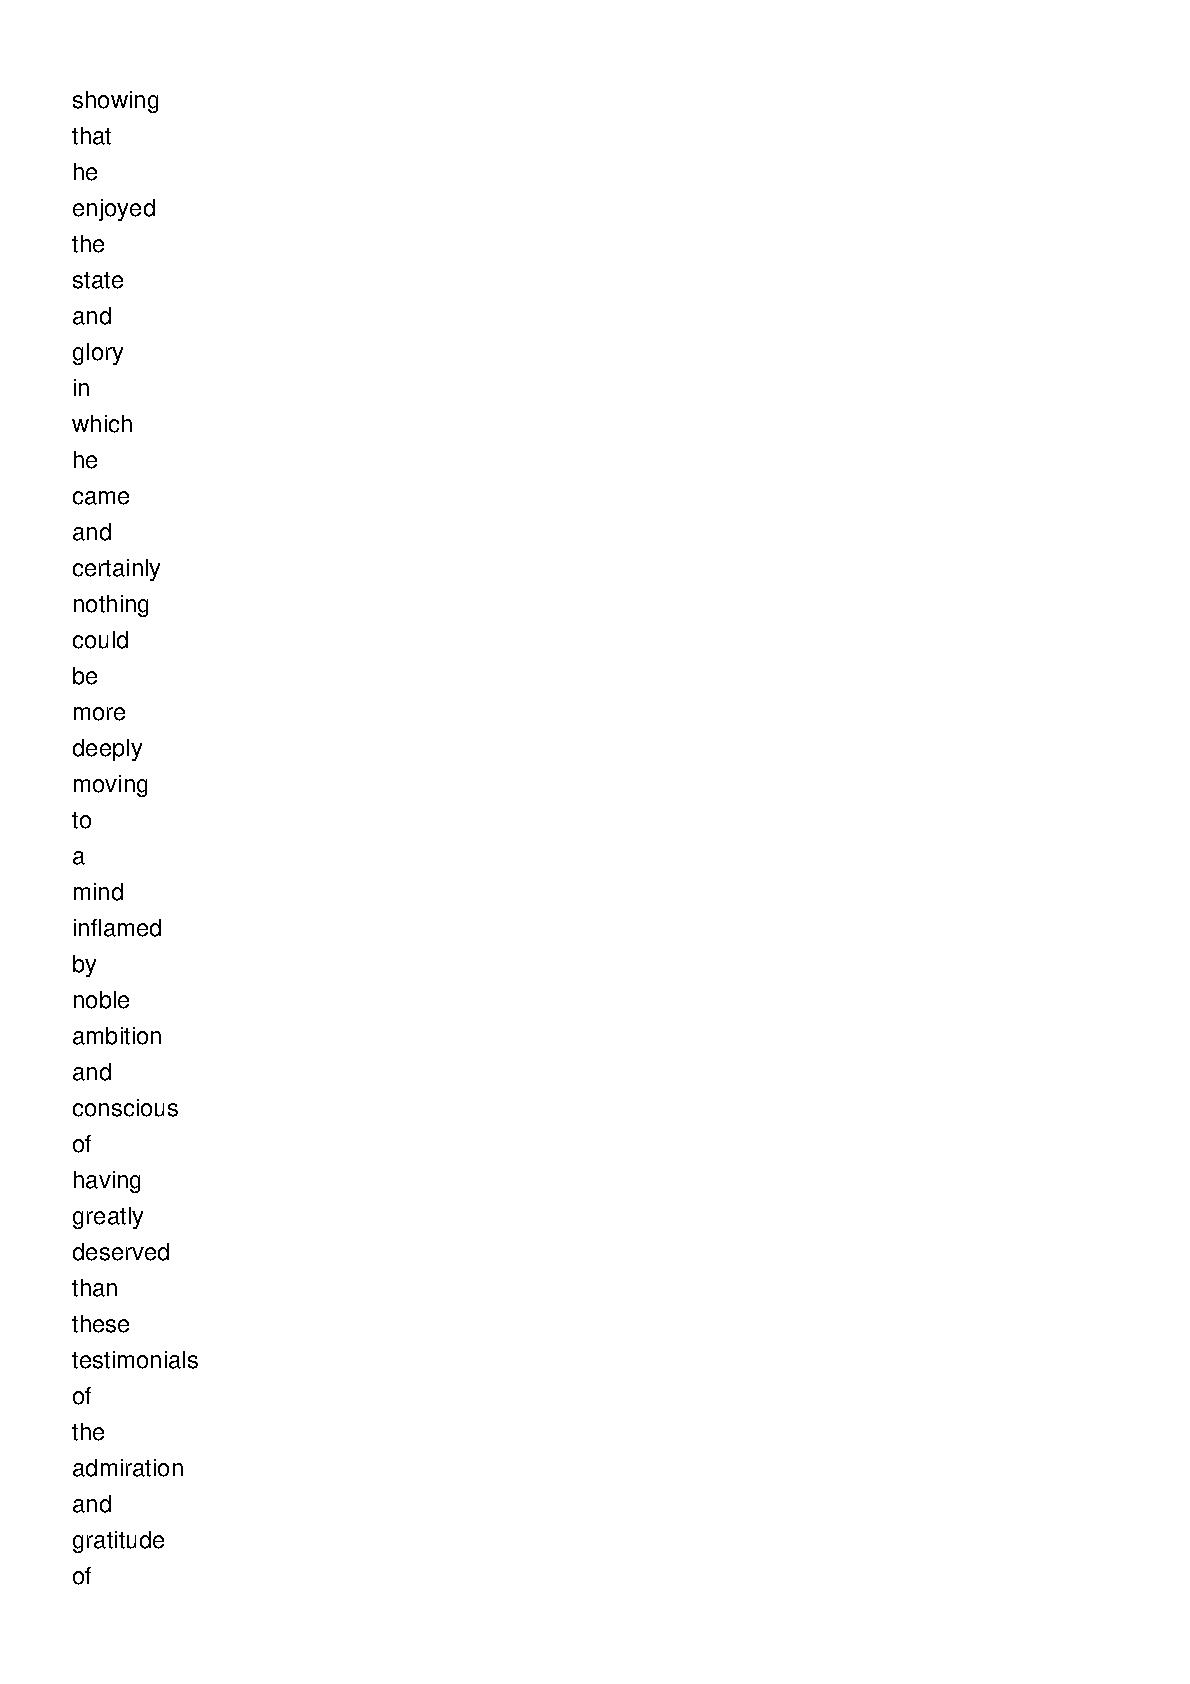 showing
that
he
enjoyed
the
state
and
glory
in
which
he
came
and
certainly
nothing
could
be
more
deeply
moving
to
a
mind
inflamed
by
noble
ambition
and
conscious
of
having
greatly
deserved
than
these
testimonials
of
the
admiration
and
gratitude
of